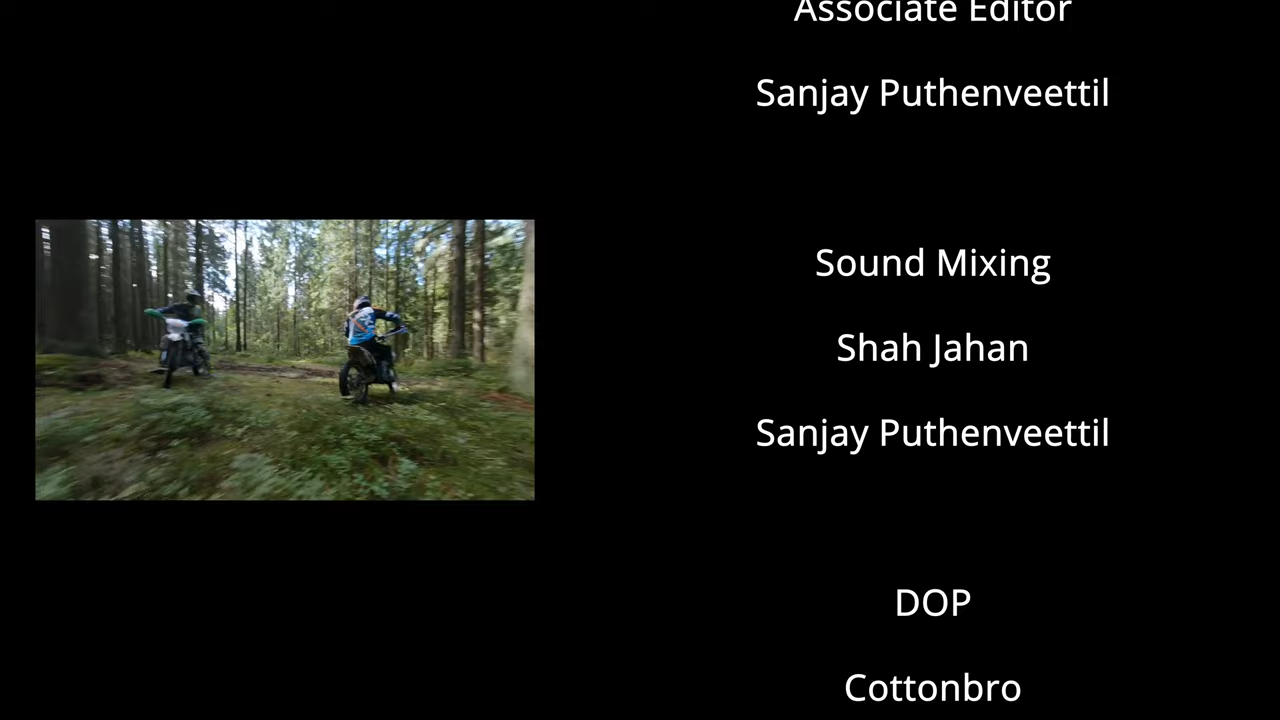 Associate Editor
Sanjay Puthenveettil
Sound Mixing
Shah Jahan
Sanjay Puthenveettil
DOP
Cottonbro